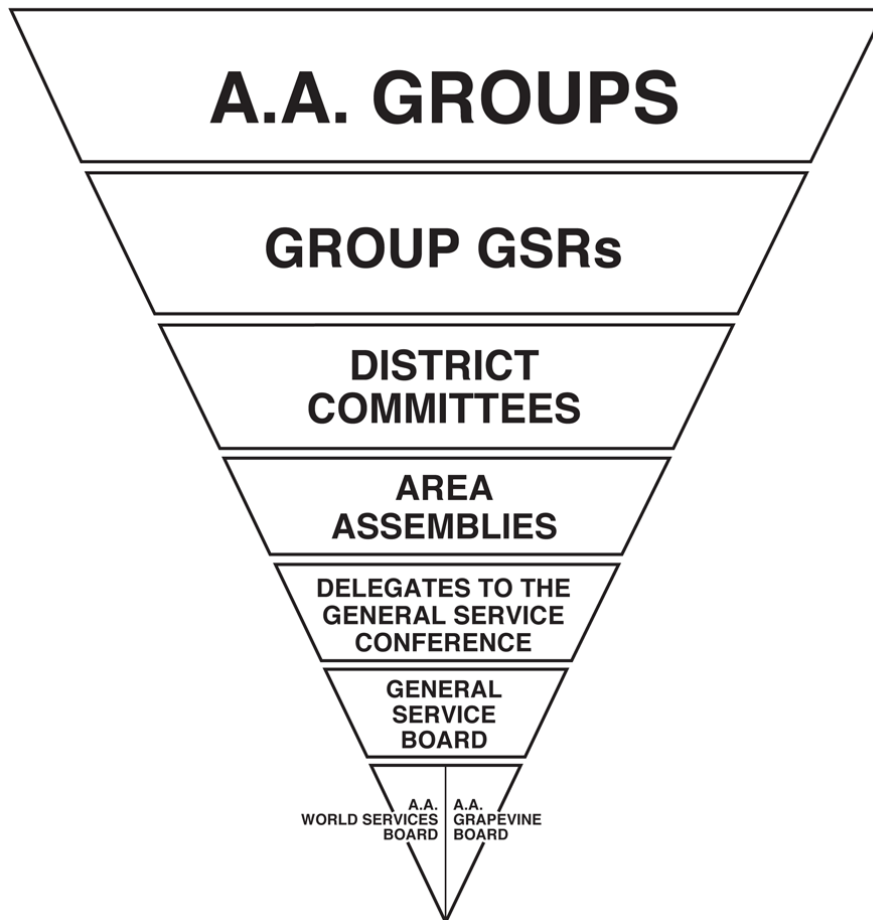 A.A. GROUPS
GROUP GSRs
DISTRICT
COMMITTEES
AREA
ASSEMBLIES
DELEGATES TO THE
GENERAL SERVICE
CONFERENCE
GENERAL
SERVICE
BOARD
A.A.
WORLD SERVICES
BOARD
A.A.
GRAPEVINE
BOARD